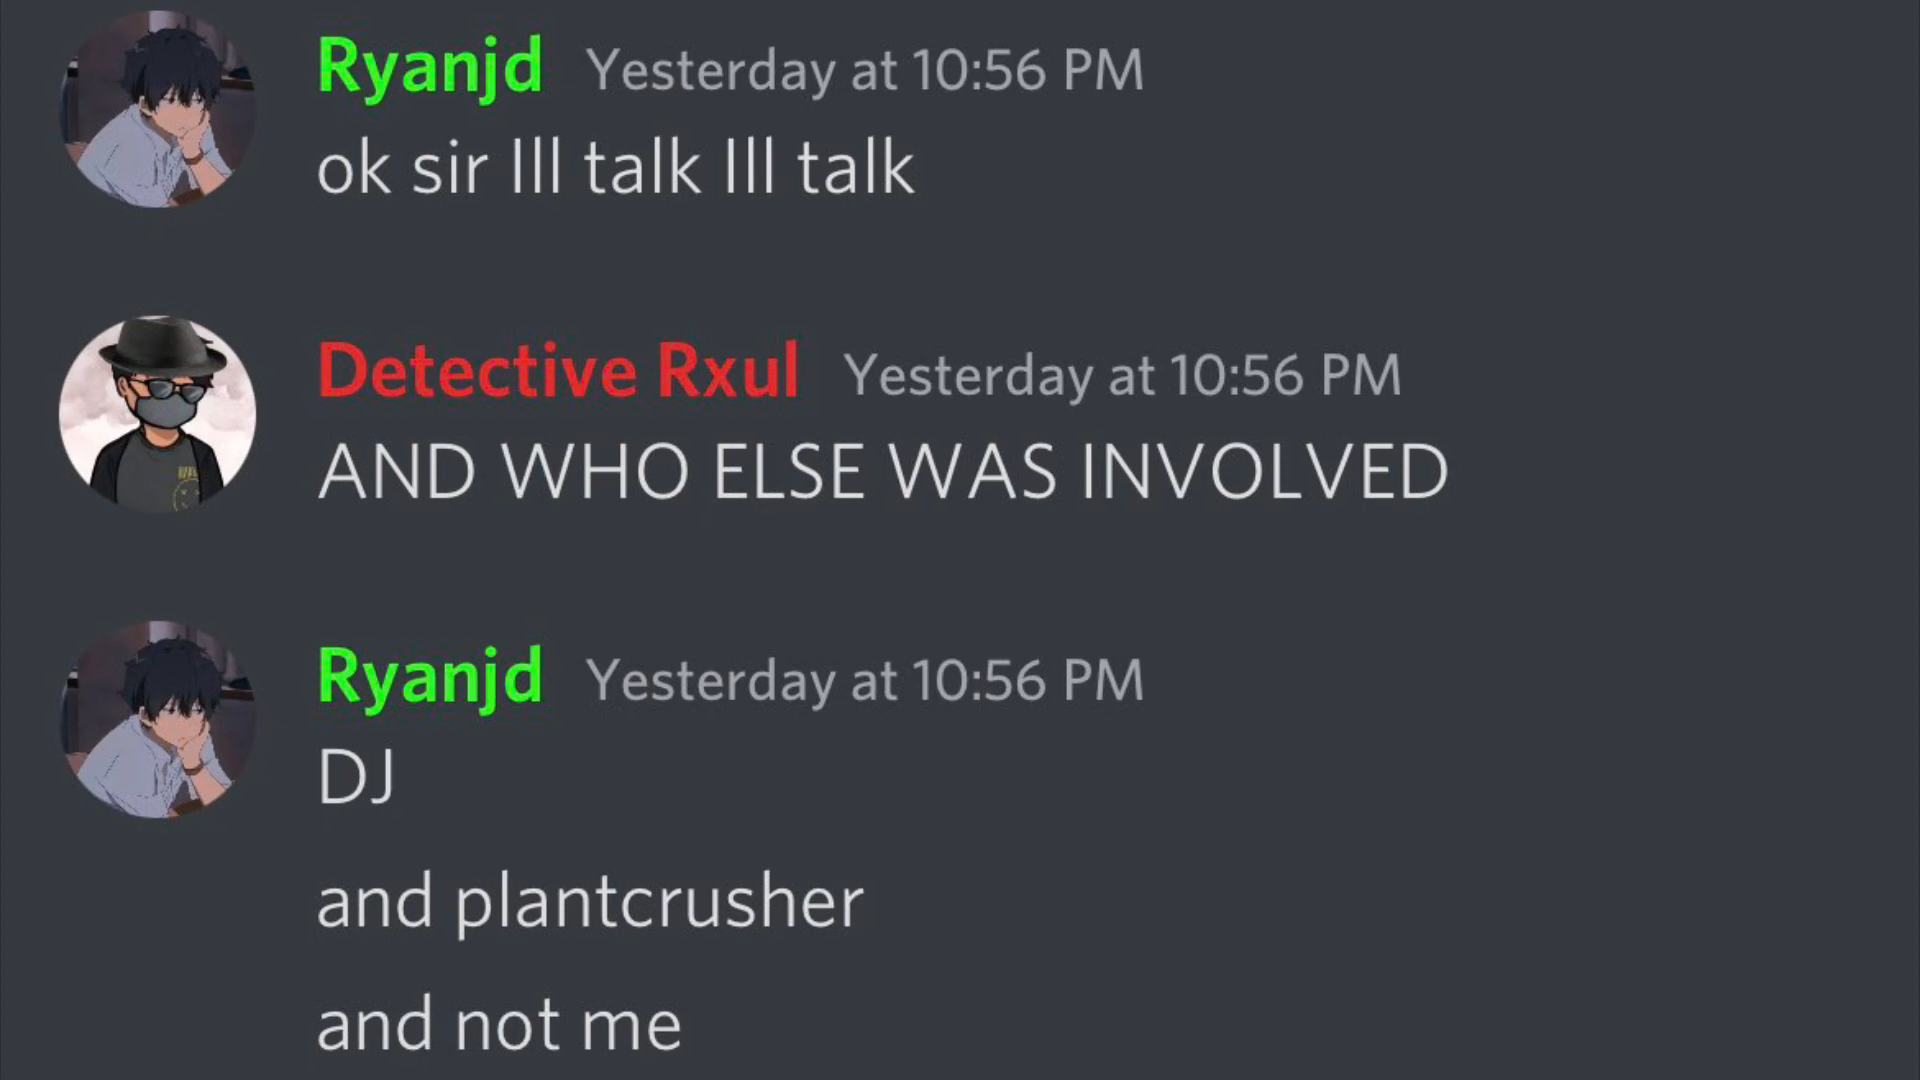 Ryanjd Yesterday at 10:56 PM
ok sir Ill talk Ill talk
Detective Rxul Yesterday at 10:56 PM
AND WHO ELSE WAS INVOLVED
Ryanjd Yesterday at 10:56 PM
DJ
and plantcrusher
and not me